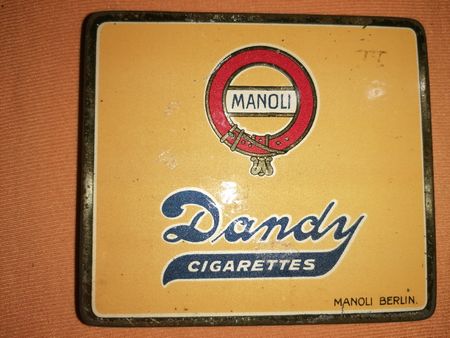 MANOLI
Dandy
CIGARETTES
MANOLI BERLIN.